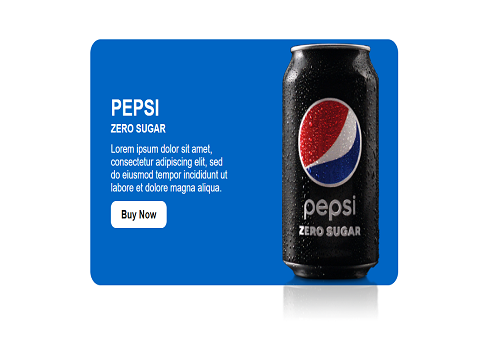 PEPSI
ZERO SUGAR
Lorem ipsum dolor sit amet,
consectetur adipiscing elit, sed
do eiusmod tempor incididunt ut
labore et dolore magna aliqua.
Buy Now
pepsi
ZERO SUGAR